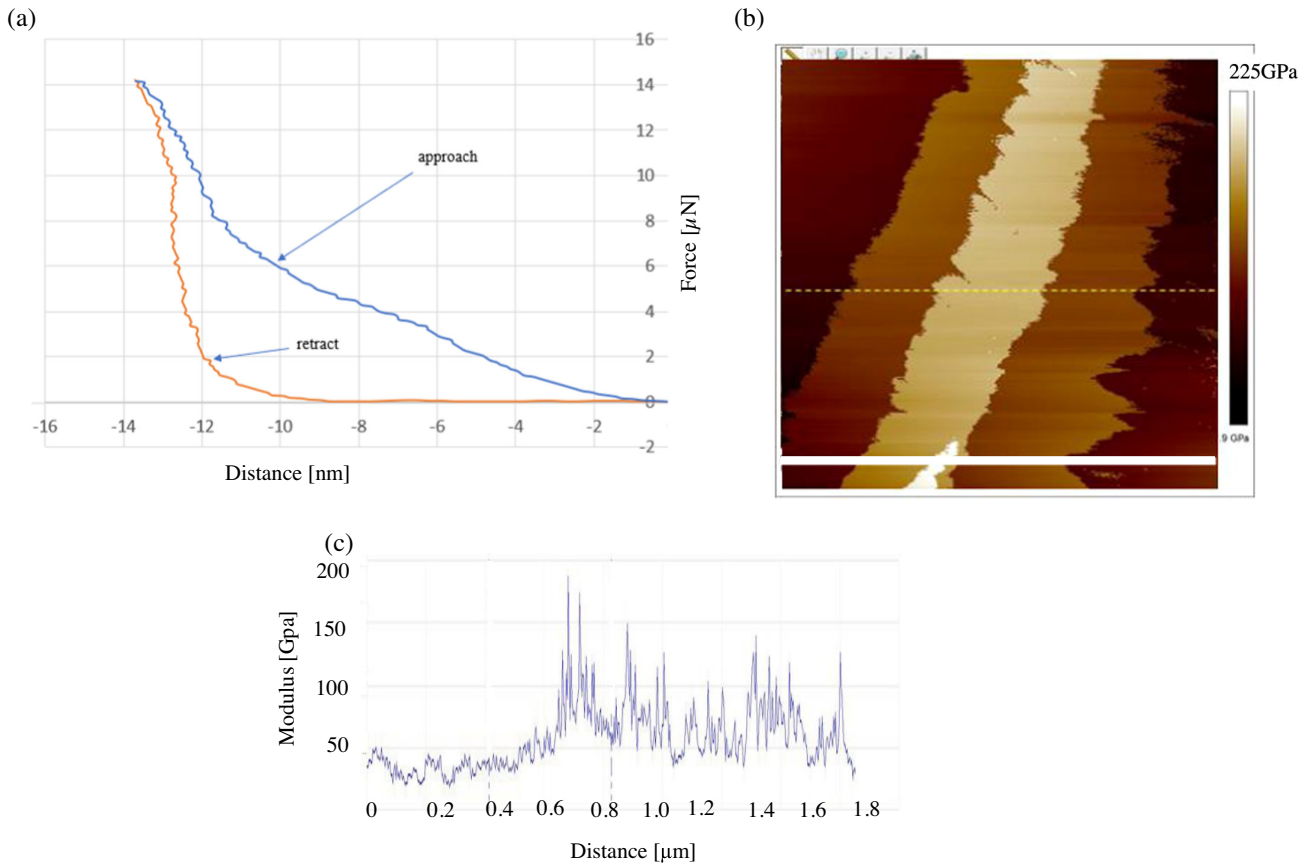 (a)
16
14
12
10
8
6
4
2
0
-2
-16
-14
-12
-10
-8
-6
-4
-2
approach
retract
Force [µN]
Distance [nm]
(b)
225GPa
.9 GPa
(c)
200
150
100
50
Modulus [Gpa]
0 0.2 0.4 0.6 0.8 1.0 1.2 1.4 1.6 1.8
Distance [µm]